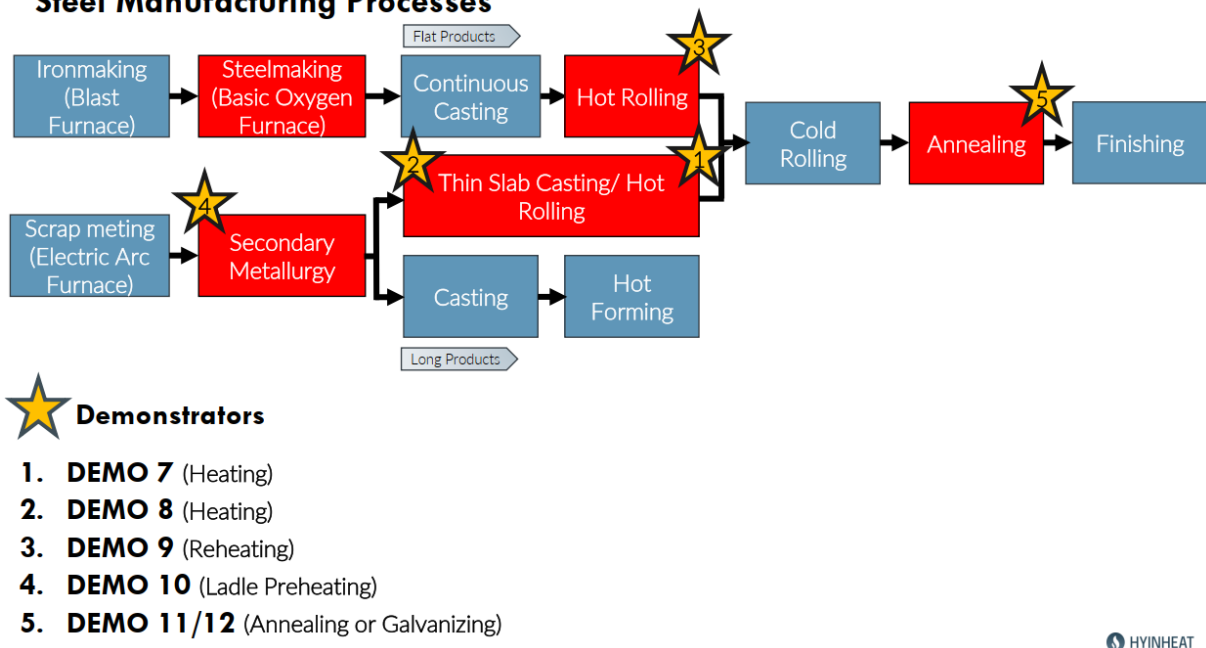 Steel Manufacturing Processes
Flat Products
3
Ironmaking
(Blast
Furnace)
Steelmaking
(Basic Oxygen
Furnace)
Continuous
Casting
Hot Rolling
5
Cold
Rolling
Annealing
Finishing
2
1
Thin Slab Casting/ Hot
Rolling
4
Scrap meting
(Electric Arc
Furnace)
Secondary
Metallurgy
Casting
Hot
Forming
Long Products
Demonstrators
1. DEMO 7 (Heating)
2. DEMO 8 (Heating)
3. DEMO 9 (Reheating)
4. DEMO 10 (Ladle Preheating)
5. DEMO 11/12 (Annealing or Galvanizing)
HYINHEAT